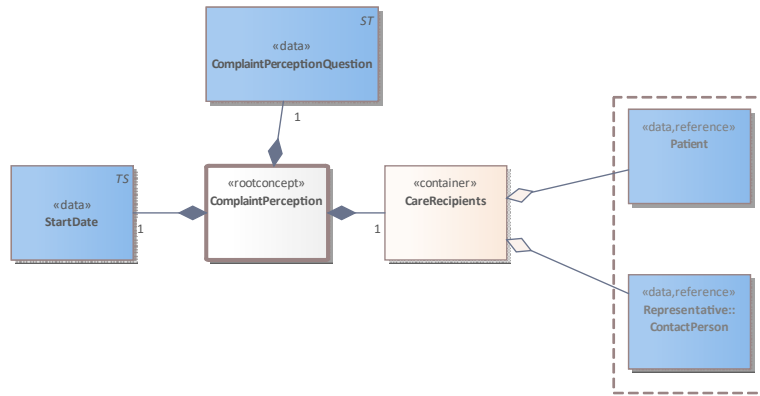 ST
«data»
ComplaintPerceptionQuestion
1
«data,reference»
Patient
TS
«data»
StartDate
1
«rootconcept»
ComplaintPerception
«container»
CareRecipients
1
«data,reference»
Representative::
ContactPerson